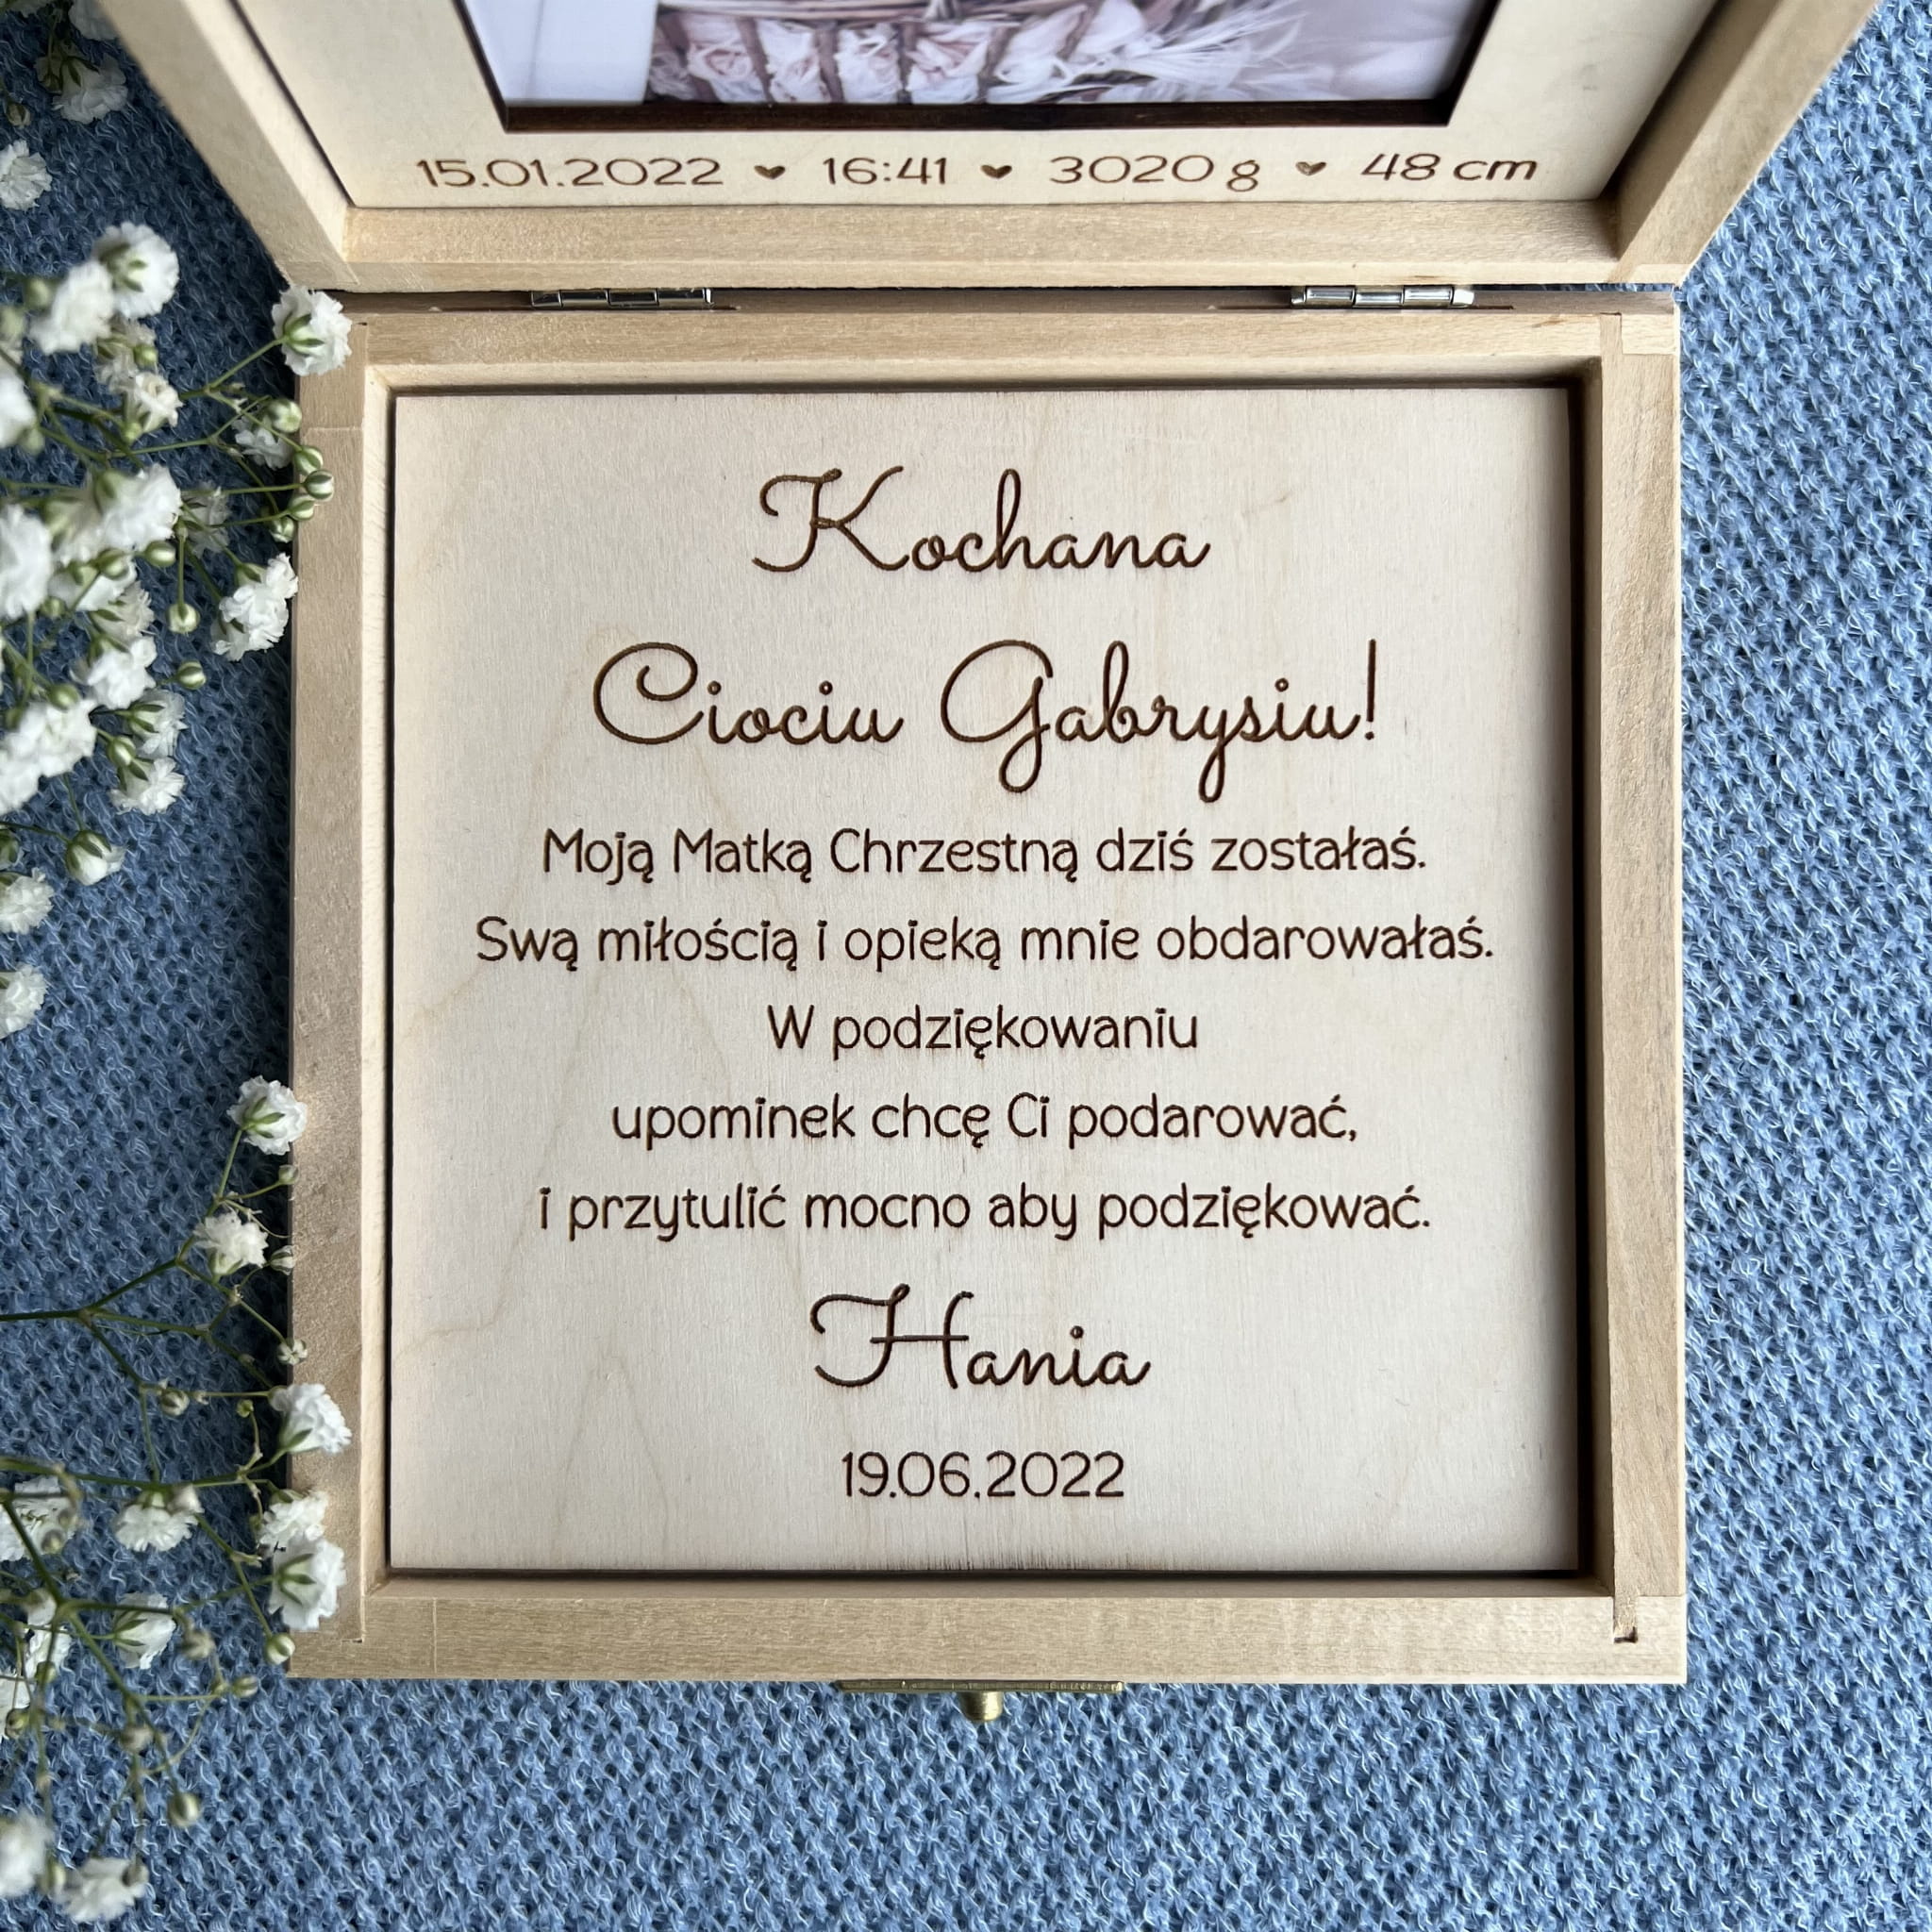 15.01.2022 ♥ 16:41 ♥ 3020 g ♥ 48 cm
Kochana
Ciociu Gabrysiu!
Moją Matką Chrzestną dziś zostałaś.
Swą miłością i opieką mnie obdarowałaś.
W podziękowaniu
upominek chcę Ci podarować,
i przytulić mocno aby podziękować.
Hania
19.06.2022